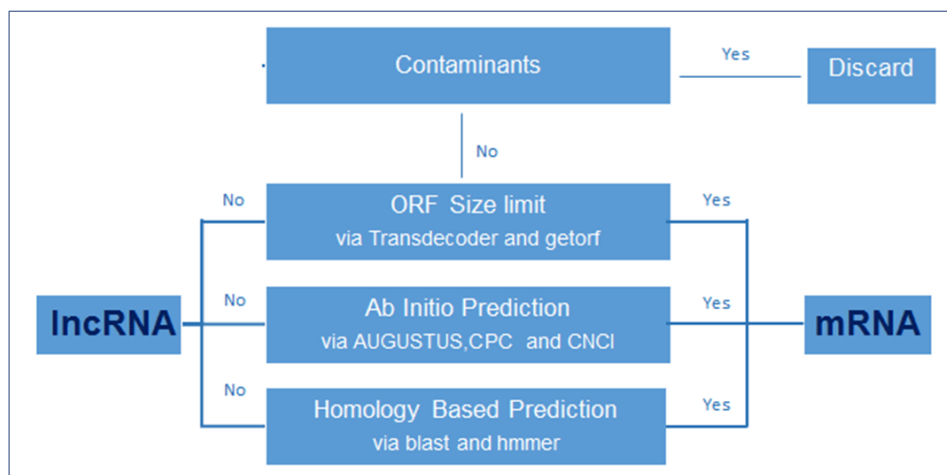 Contaminants
Yes
Discard
No
No
ORF Size limit
via Transdecoder and getorf
Yes
lncRNA
No
Ab Initio Prediction
via AUGUSTUS,CPC and CNCI
Yes
mRNA
No
Homology Based Prediction
via blast and hmmer
Yes